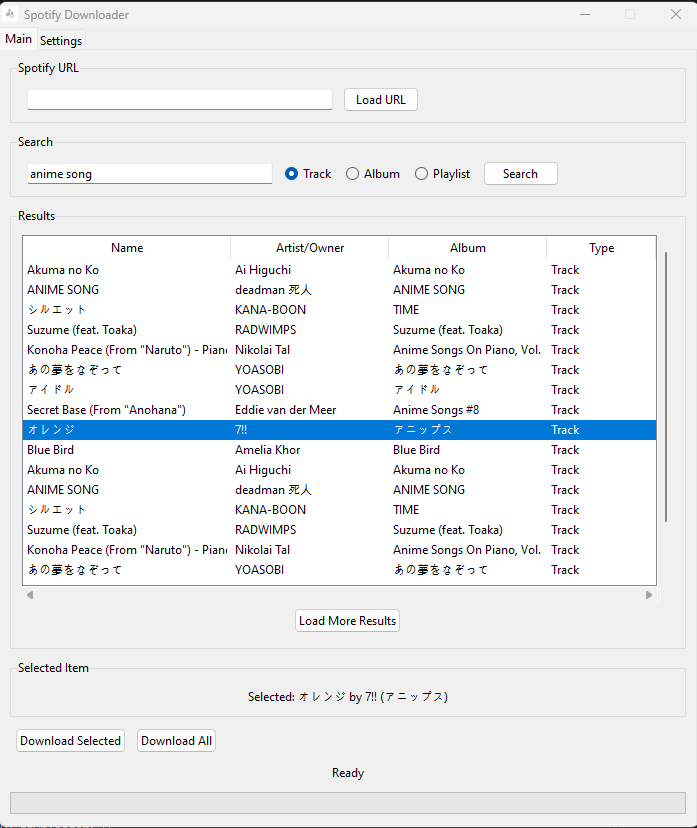 Spotify Downloader
Main Settings
Spotify URL
Load URL
Search
anime song Track Album Playlist Search
Results
Name Artist/Owner Album Type
Akuma no Ko Ai Higuchi Akuma no Ko Track
ANIME SONG deadman 死人 ANIME SONG Track
シルエット KANA-BOON TIME Track
Suzume (feat. Toaka) RADWIMPS Suzume (feat. Toaka) Track
Konoha Peace (From "Naruto") - Pian Nikolai Tal Anime Songs On Piano, Vol. Track
あの夢をなぞって YOASOBI あの夢をなぞって Track
アイドル YOASOBI アイドル Track
Secret Base (From "Anohana") Eddie van der Meer Anime Songs #8 Track
オレンジ 7!! アニップス Track
Blue Bird Amelia Khor Blue Bird Track
Akuma no Ko Ai Higuchi Akuma no Ko Track
ANIME SONG deadman 死人 ANIME SONG Track
シルエット KANA-BOON TIME Track
Suzume (feat. Toaka) RADWIMPS Suzume (feat. Toaka) Track
Konoha Peace (From "Naruto") - Pian Nikolai Tal Anime Songs On Piano, Vol. Track
あの夢をなぞって YOASOBI あの夢をなぞって Track
Load More Results
Selected Item
Selected: オレンジ by 7!! (アニップス)
Download Selected Download All
Ready